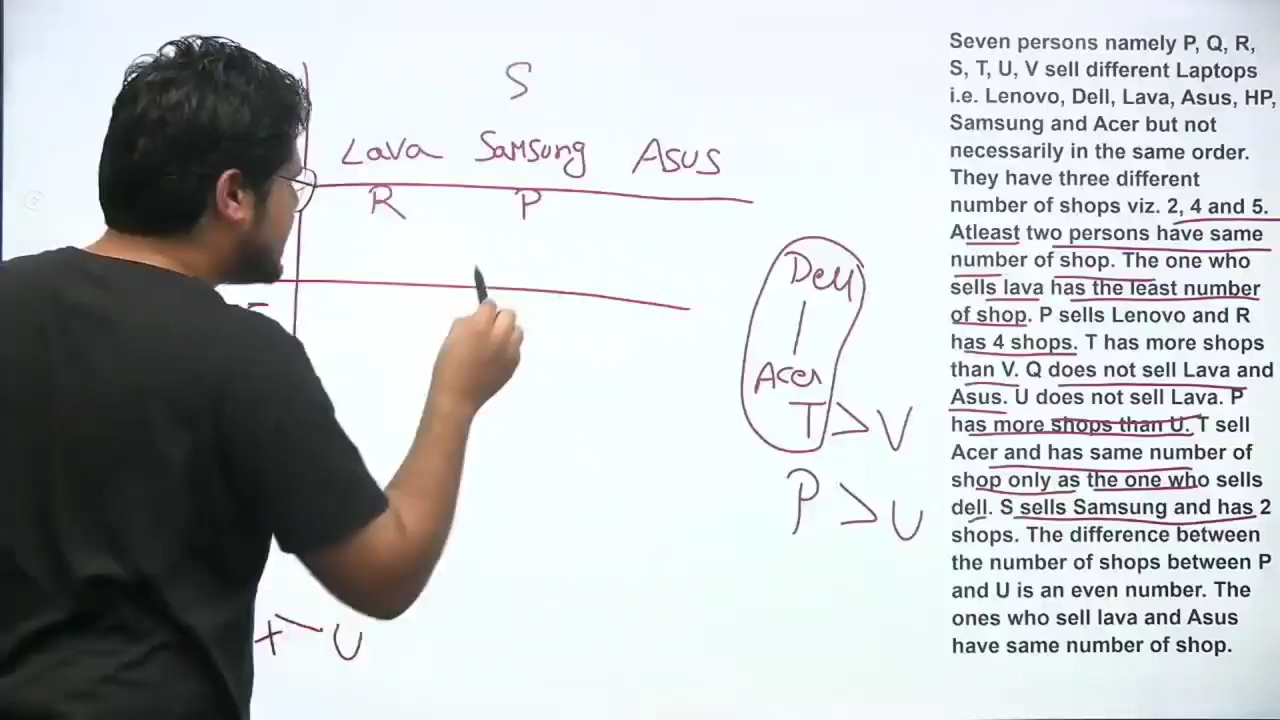 S
Lava Samsung Asus
R P
Dell
Acer
T > V
P > U
U
Seven persons namely P, Q, R,
S, T, U, V sell different Laptops
i.e. Lenovo, Dell, Lava, Asus, HP,
Samsung and Acer but not
necessarily in the same order.
They have three different
number of shops viz. 2, 4 and 5.
Atleast two persons have same
number of shop. The one who
sells lava has the least number
of shop. P sells Lenovo and R
has 4 shops. T has more shops
than V. Q does not sell Lava and
Asus. U does not sell Lava. P
has more shops than U. T sell
Acer and has same number of
shop only as the one who sells
dell. S sells Samsung and has 2
shops. The difference between
the number of shops between P
and U is an even number. The
ones who sell lava and Asus
have same number of shop.